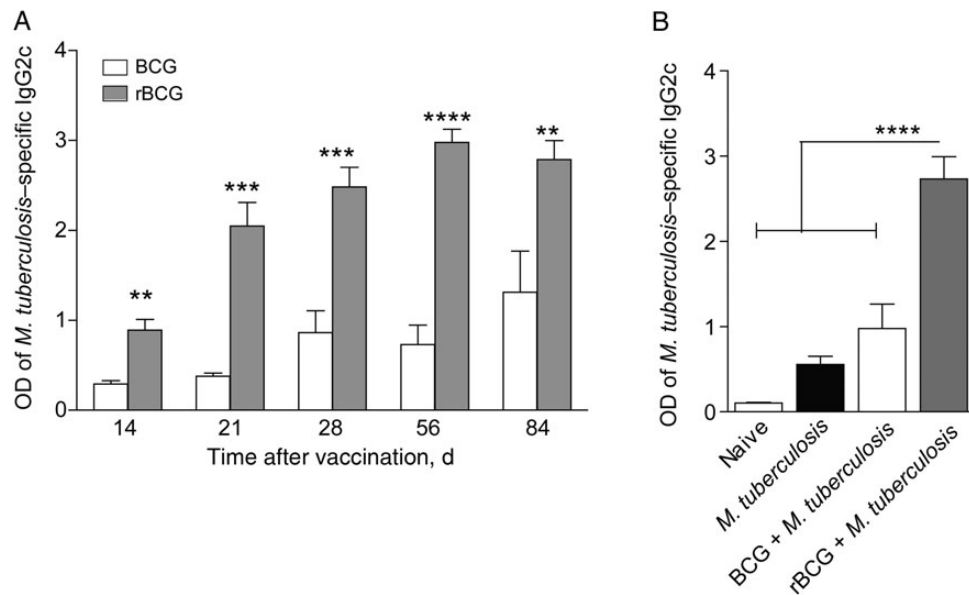 A
OD of M. tuberculosis–specific IgG2c
4
3
2
1
0
BCG
rBCG
**
***
***
****
**
14 21 28 56 84
Time after vaccination, d
B
OD of M. tuberculosis–specific IgG2c
4
3
2
1
0
****
Naive
M. tuberculosis
BCG + M. tuberculosis
rBCG + M. tuberculosis